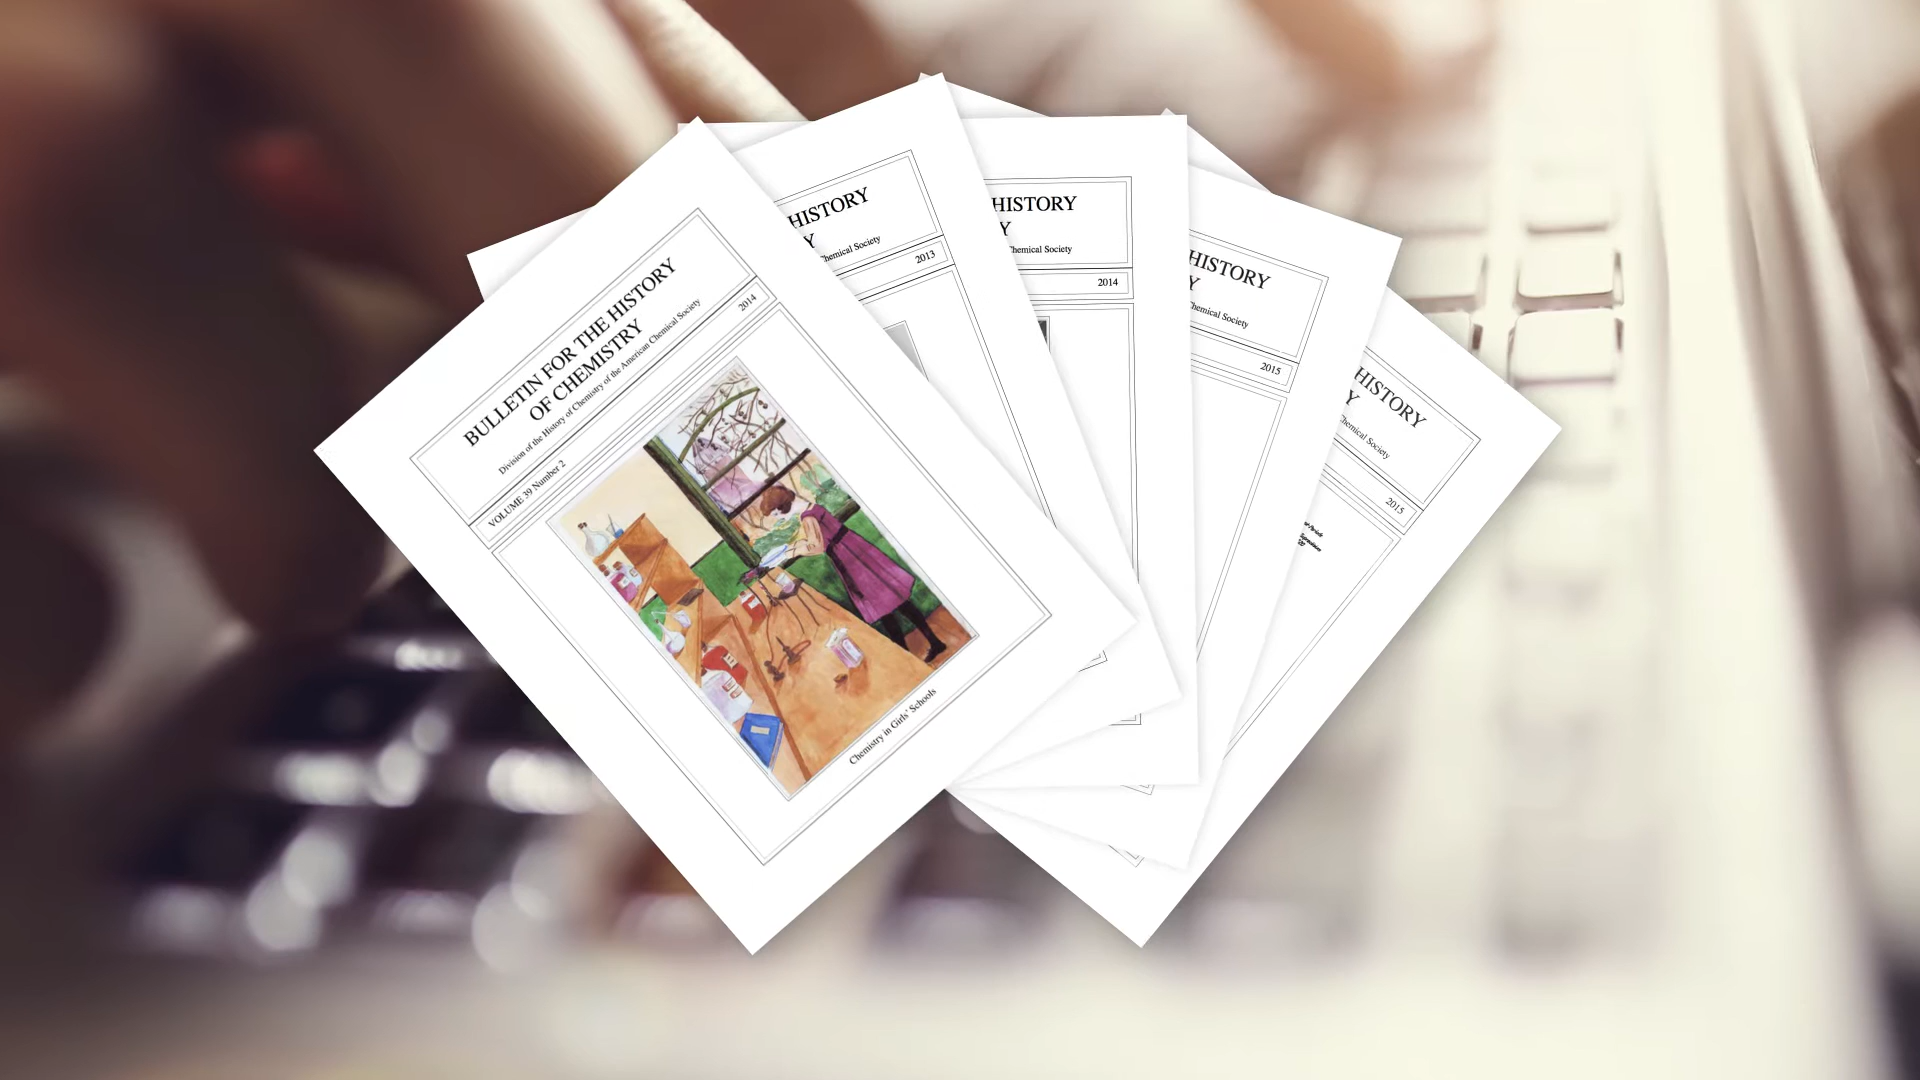 BULLETIN FOR THE HISTORY
OF CHEMISTRY
Division of the History of Chemistry of the American Chemical Society
VOLUME 39 Number 2
2014
Chemistry in Girls' Schools
HISTORY
Y
Chemical Society
2013
HISTORY
Y
Chemical Society
2014
HISTORY
Y
Chemical Society
2015
HISTORY
Y
Chemical Society
2015